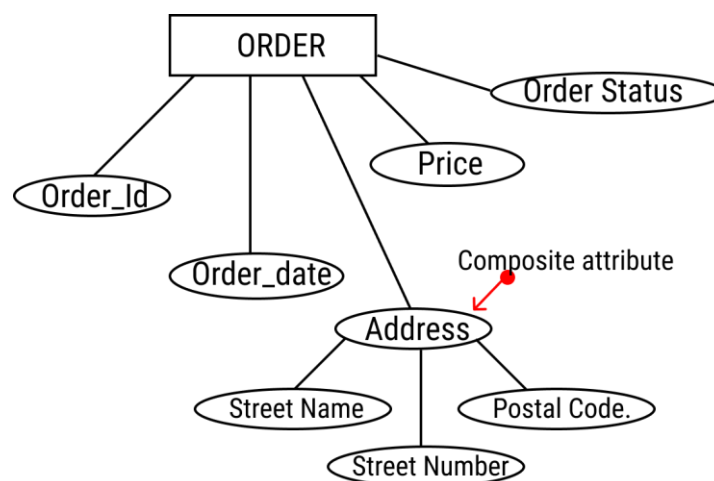 ORDER
Order Status
Price
Order_Id
Order_date
Composite attribute
Address
Street Name
Postal Code.
Street Number